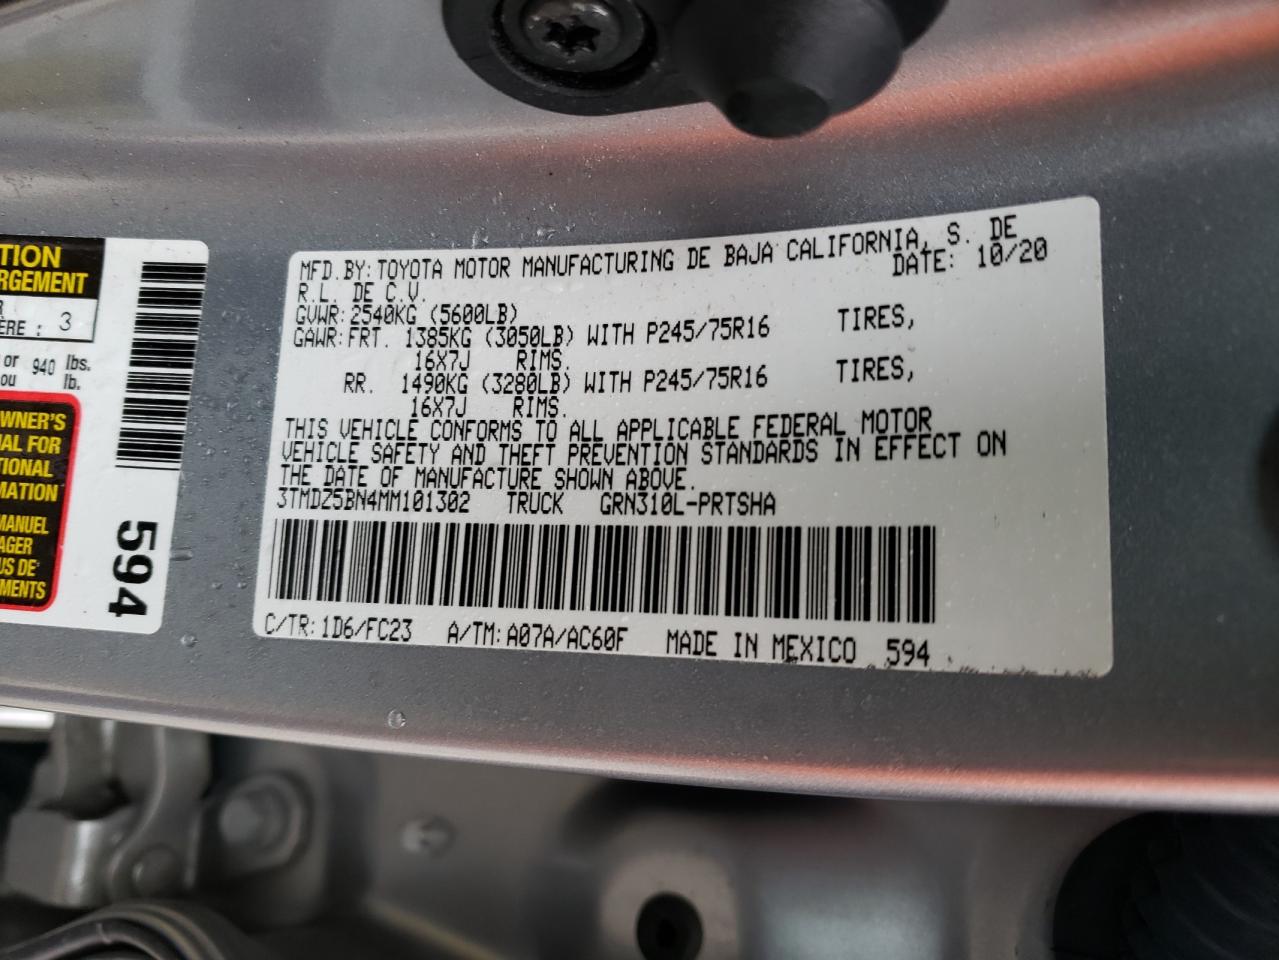 TION
RGEMENT
R
ÈRE : 3
or 940 lbs.
ou lb.
OWNER'S
AL FOR
TIONAL
MATION
MANUEL
AGER
US DE
MENTS
594
MFD.BY:TOYOTA MOTOR MANUFACTURING DE BAJA CALIFORNIA, S. DE
R.L. DE C.V. DATE: 10/20
GVWR:2540KG (5600LB)
GAWR:FRT. 1385KG (3050LB) WITH P245/75R16 TIRES,
16X7J RIMS.
RR. 1490KG (3280LB) WITH P245/75R16 TIRES,
16X7J RIMS.
THIS VEHICLE CONFORMS TO ALL APPLICABLE FEDERAL MOTOR
VEHICLE SAFETY AND THEFT PREVENTION STANDARDS IN EFFECT ON
THE DATE OF MANUFACTURE SHOWN ABOVE.
3TMDZ5BN4MM101302 TRUCK GRN310L-PRTSHA
C/TR:1D6/FC23 A/TM:A07A/AC60F MADE IN MEXICO 594